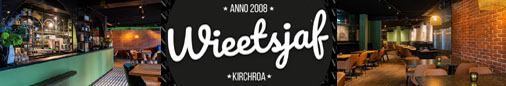 ★ ANNO 2008 ★
Wieetsjaf
★ KIRCHROA ★